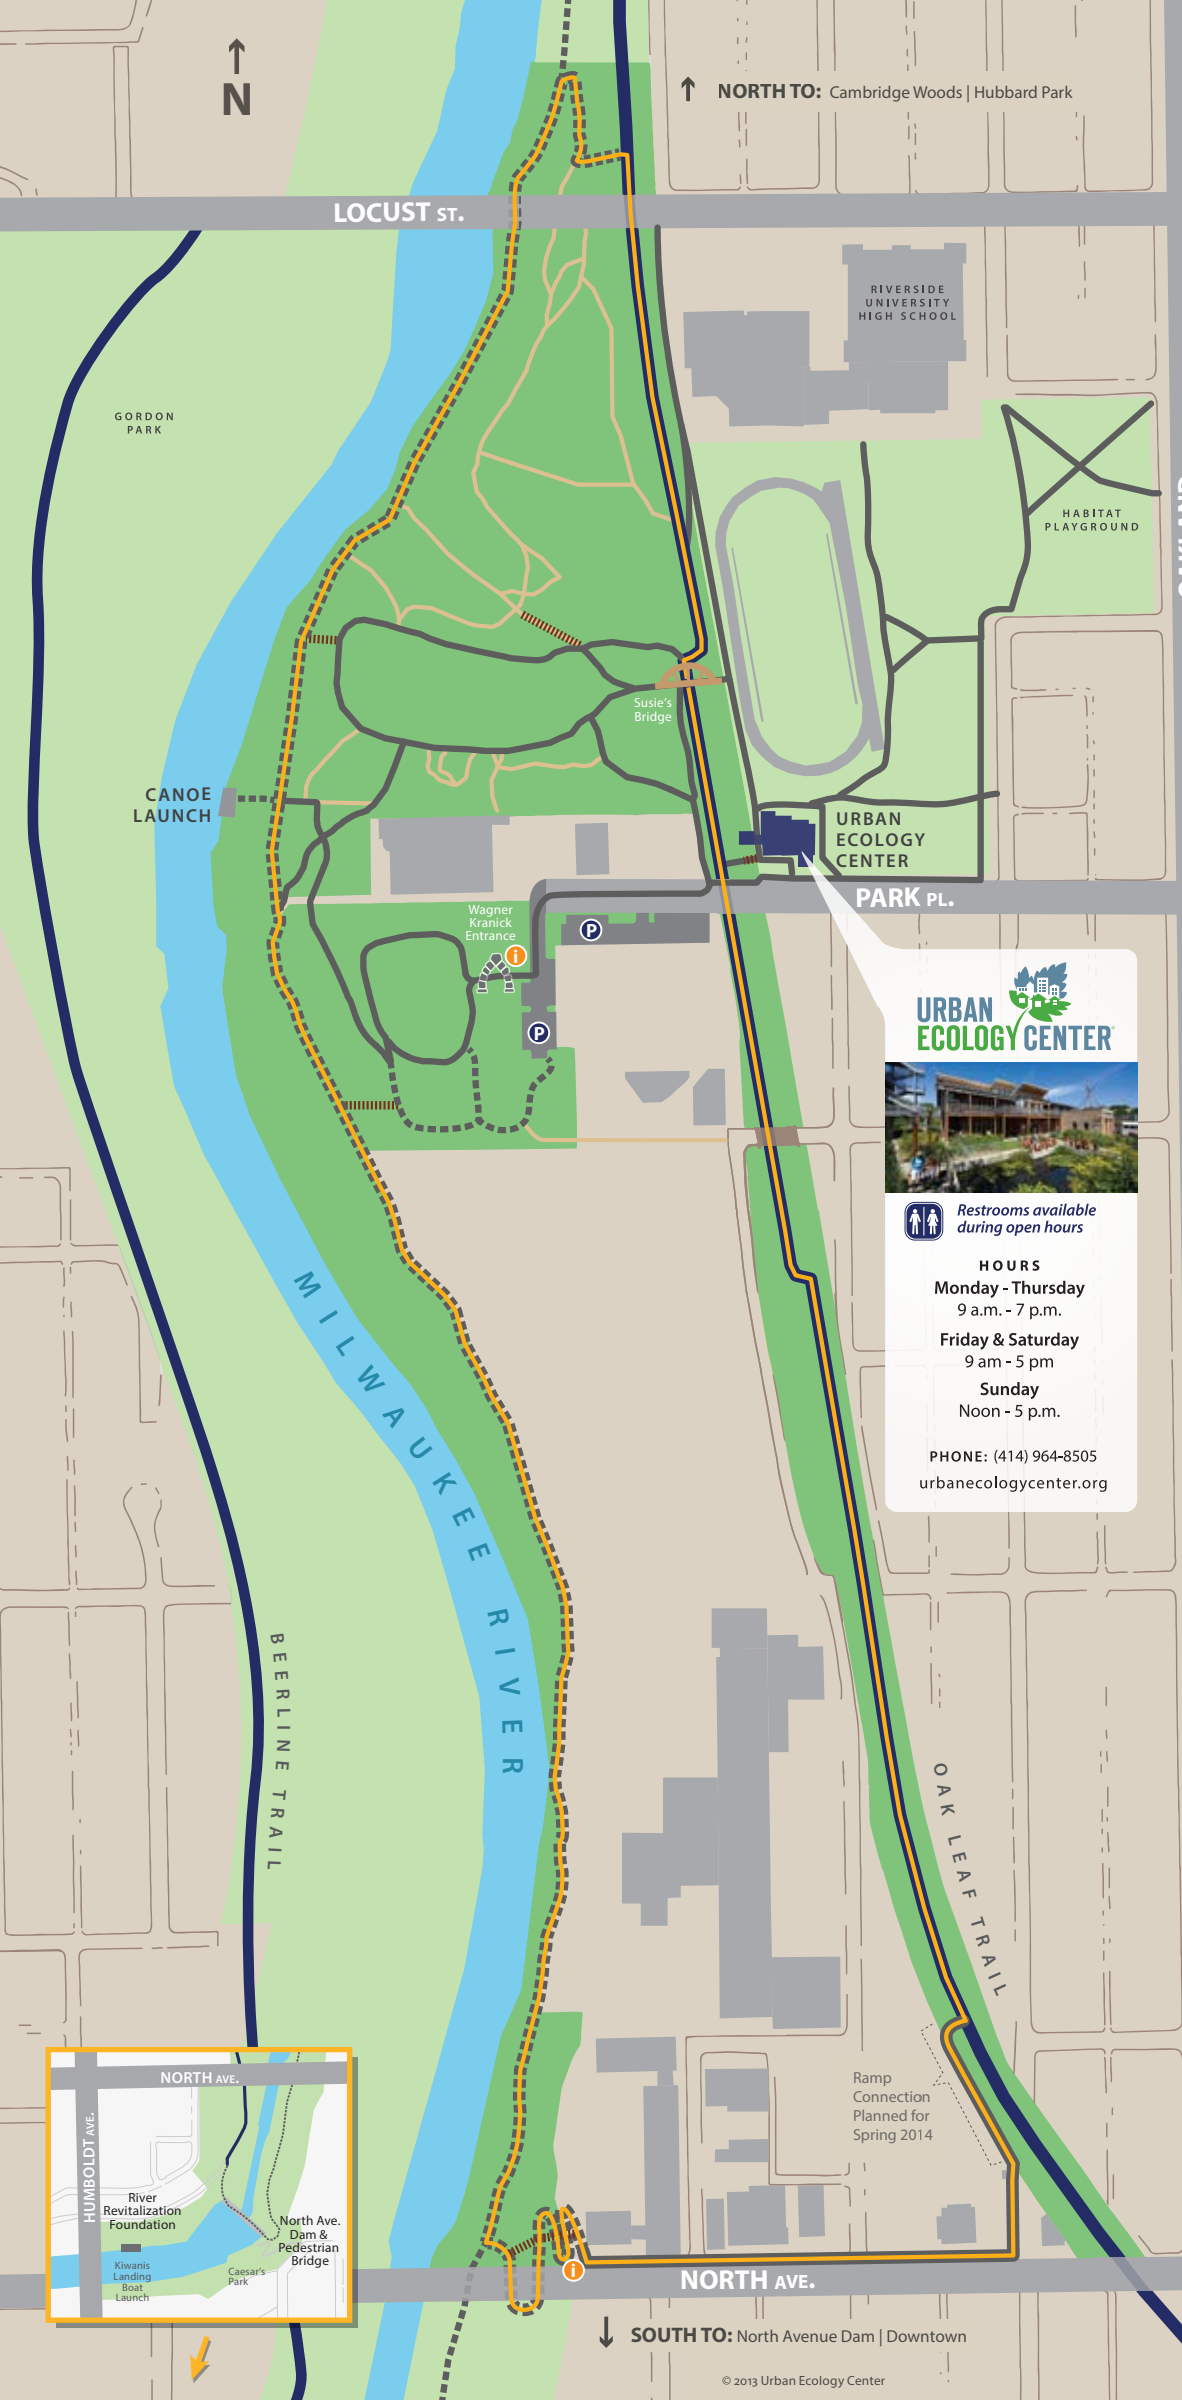 N
NORTH TO: Cambridge Woods | Hubbard Park
LOCUST ST.
RIVERSIDE
UNIVERSITY
HIGH SCHOOL
GORDON
PARK
HABITAT
PLAYGROUND
OAKLAND
Susie's
Bridge
CANOE
LAUNCH
URBAN
ECOLOGY
CENTER
PARK PL.
Wagner
Kranick
Entrance
i
P
P
URBAN
ECOLOGY CENTER
Restrooms available
during open hours
HOURS
Monday - Thursday
9 a.m. - 7 p.m.
Friday & Saturday
9 am - 5 pm
Sunday
Noon - 5 p.m.
PHONE: (414) 964-8505
urbanecologycenter.org
MILWAUKEE RIVER
BEERLINE TRAIL
OAK LEAF TRAIL
Ramp
Connection
Planned for
Spring 2014
NORTH AVE.
HUMBOLDT AVE.
River
Revitalization
Foundation
North Ave.
Dam &
Pedestrian
Bridge
Kiwanis
Landing
Boat
Launch
Caesar's
Park
i
NORTH AVE.
SOUTH TO: North Avenue Dam | Downtown
© 2013 Urban Ecology Center